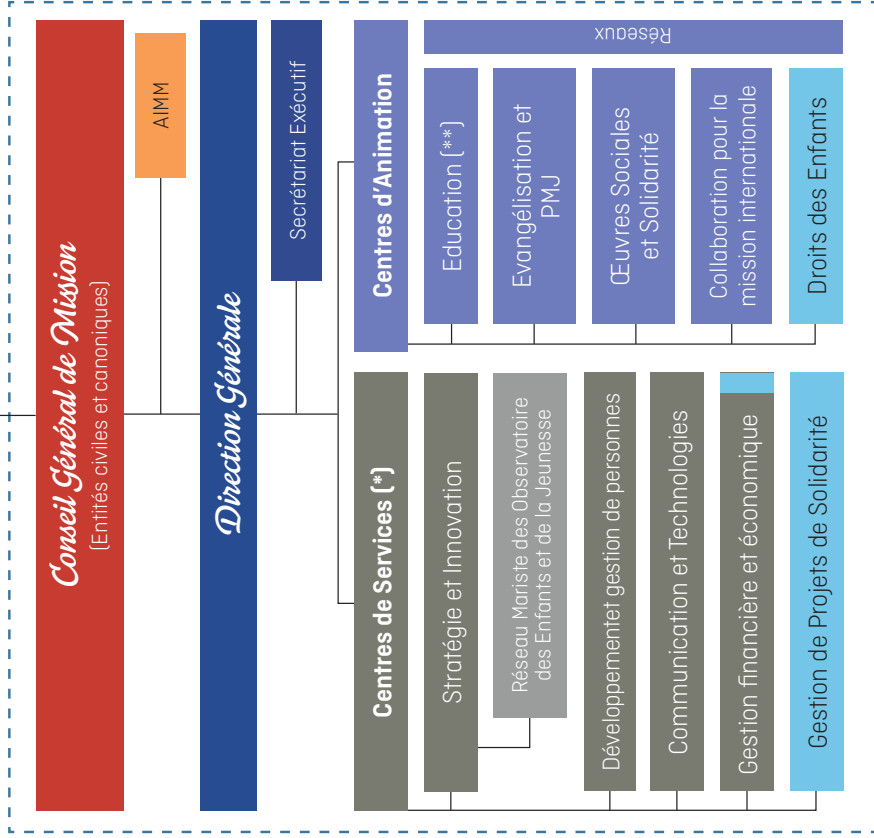 Conseil Général de Mission
(Entités civiles et canoniques)
AIMM
Direction Générale
Secrétariat Exécutif
Centres de Services (*)
Stratégie et Innovation
Réseau Mariste des Observatoire
des Enfants et de la Jeunesse
Développementet gestion de personnes
Communication et Technologies
Gestion financière et économique
Gestion de Projets de Solidarité
Centres d'Animation
Réseaux
Education (**)
Evangélisation et
PMJ
Œuvres Sociales
et Solidarité
Collaboration pour la
mission internationale
Droits des Enfants